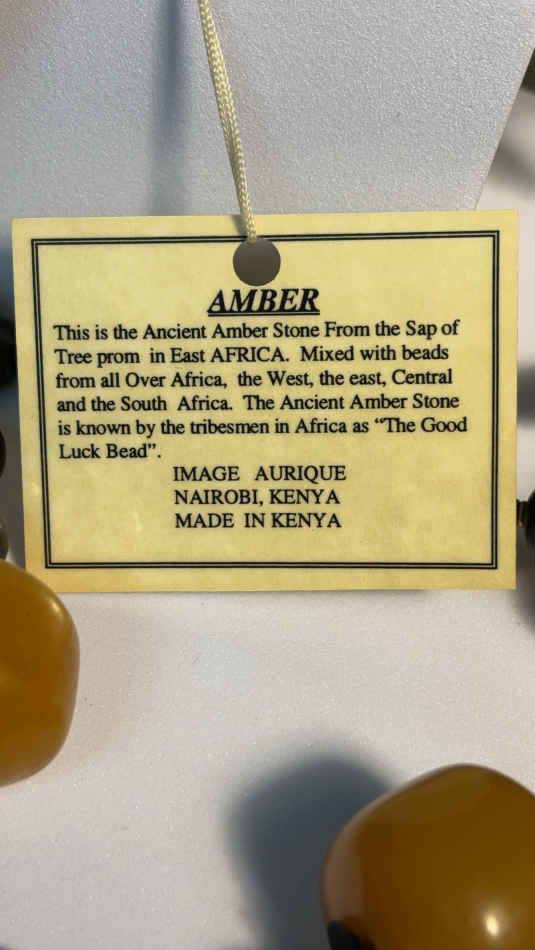 AMBER
This is the Ancient Amber Stone From the Sap of
Tree prom in East AFRICA. Mixed with beads
from all Over Africa, the West, the east, Central
and the South Africa. The Ancient Amber Stone
is known by the tribesmen in Africa as “The Good
Luck Bead”.
IMAGE AURIQUE
NAIROBI, KENYA
MADE IN KENYA